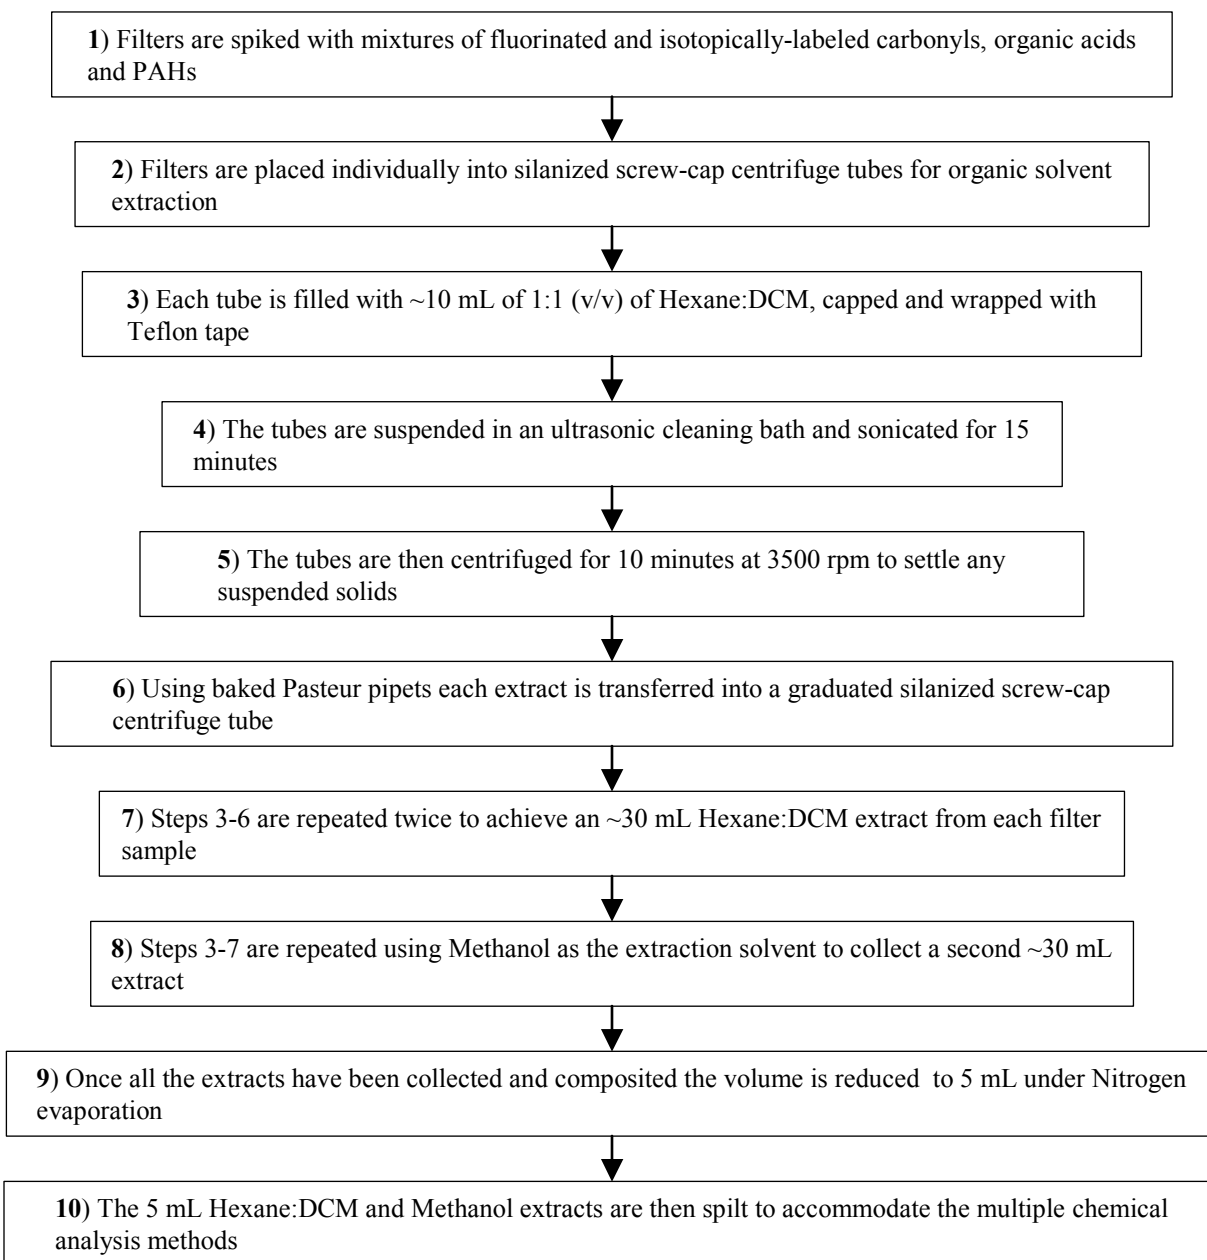 1) Filters are spiked with mixtures of fluorinated and isotopically-labeled carbonyls, organic acids
and PAHs
2) Filters are placed individually into silanized screw-cap centrifuge tubes for organic solvent
extraction
3) Each tube is filled with ~10 mL of 1:1 (v/v) of Hexane:DCM, capped and wrapped with
Teflon tape
4) The tubes are suspended in an ultrasonic cleaning bath and sonicated for 15
minutes
5) The tubes are then centrifuged for 10 minutes at 3500 rpm to settle any
suspended solids
6) Using baked Pasteur pipets each extract is transferred into a graduated silanized screw-cap
centrifuge tube
7) Steps 3-6 are repeated twice to achieve an ~30 mL Hexane:DCM extract from each filter
sample
8) Steps 3-7 are repeated using Methanol as the extraction solvent to collect a second ~30 mL
extract
9) Once all the extracts have been collected and composited the volume is reduced  to 5 mL under Nitrogen
evaporation
10) The 5 mL Hexane:DCM and Methanol extracts are then spilt to accommodate the multiple chemical
analysis methods